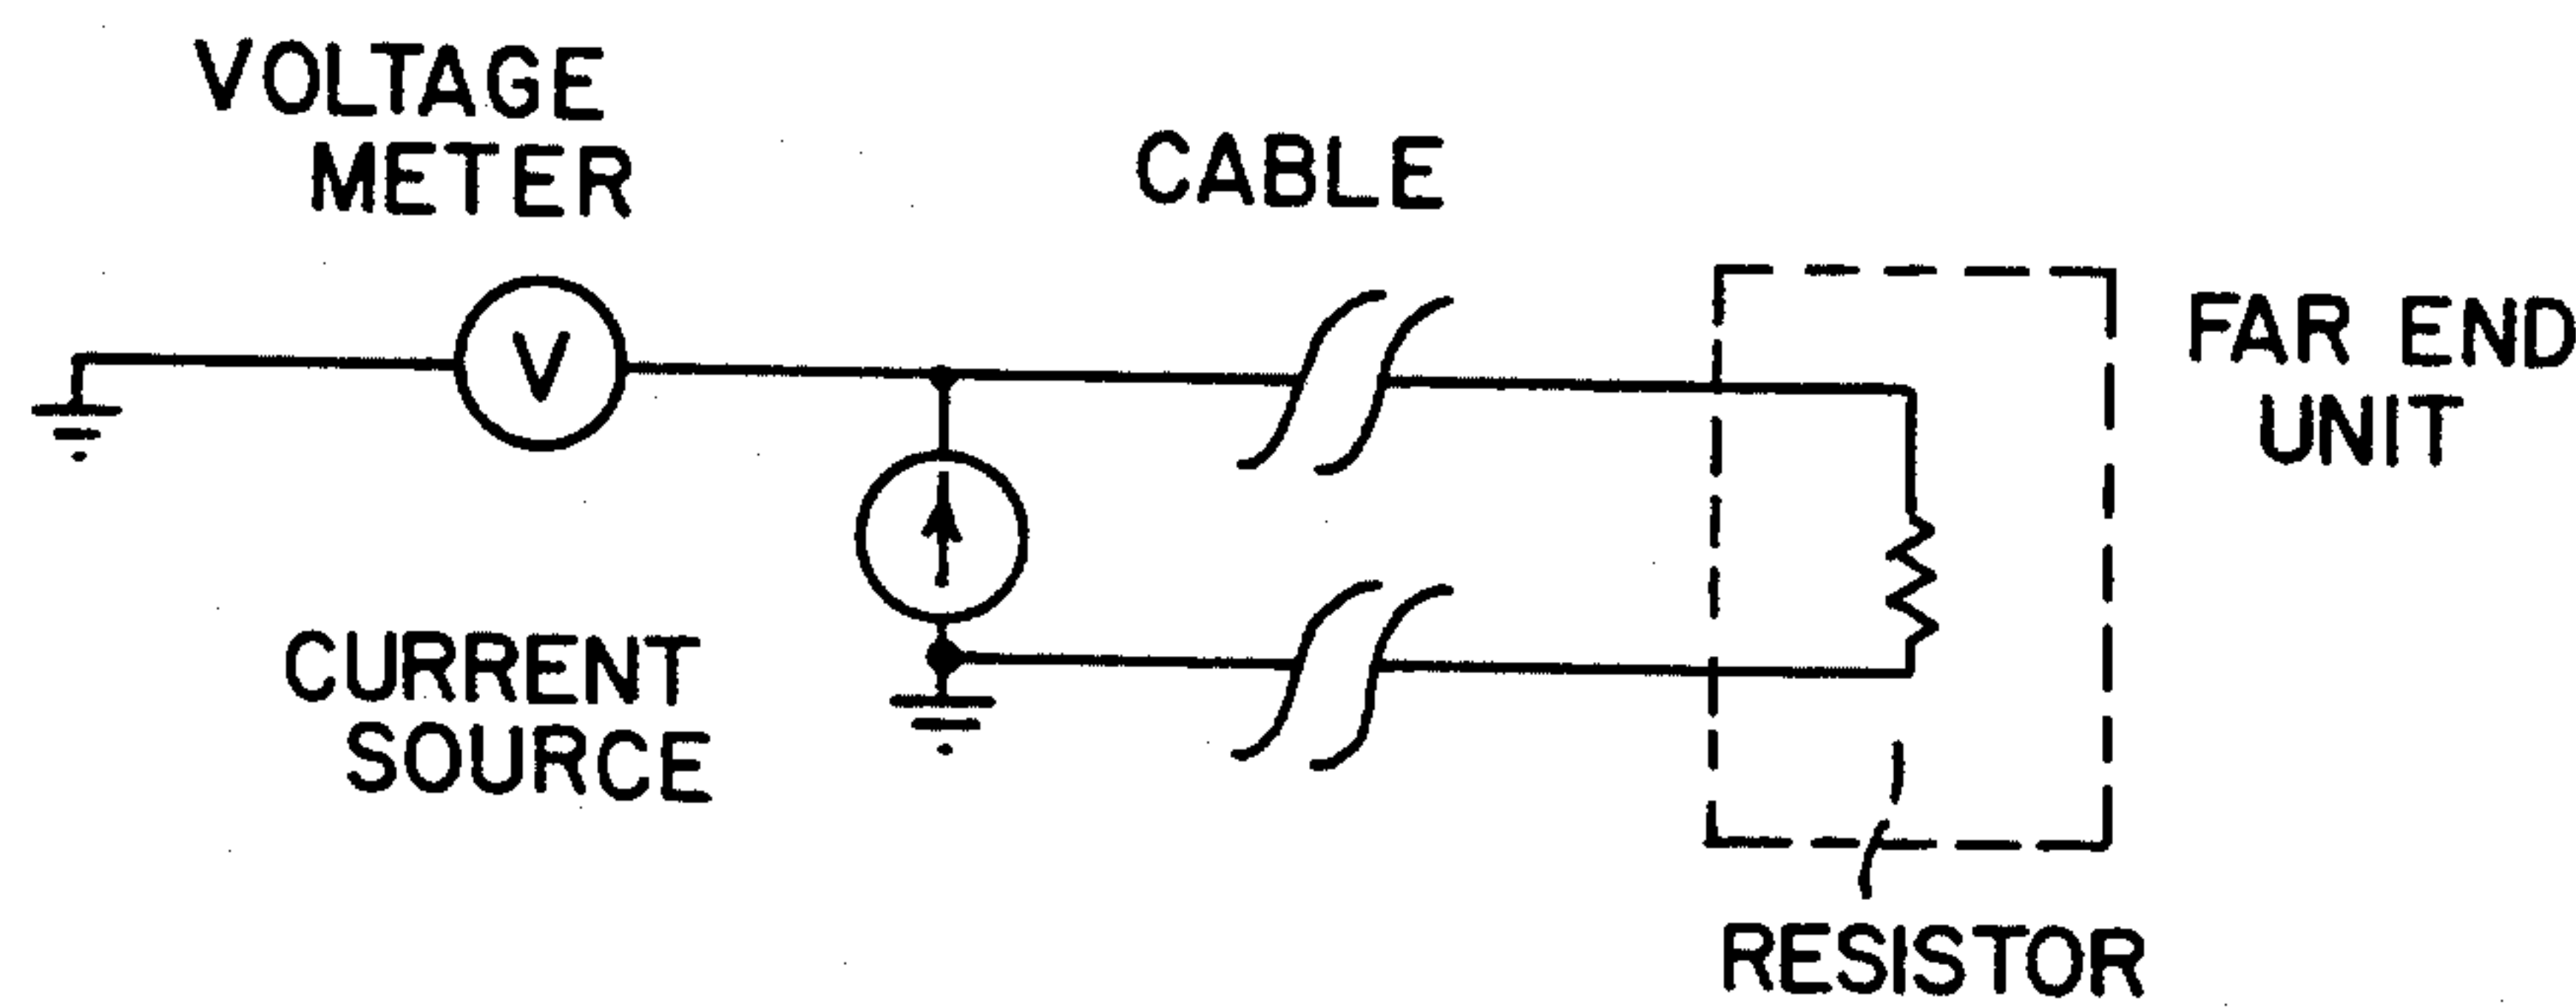 VOLTAGE
METER
CABLE
FAR END
UNIT
V
CURRENT
SOURCE
RESISTOR